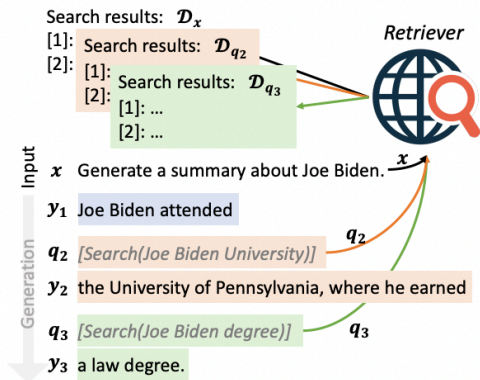 Search results: 𝓓x
[1]:
[2]:
Search results: 𝓓q2
[1]:
[2]:
Search results: 𝓓q3
[1]: ...
[2]: ...
Retriever
Input
x Generate a summary about Joe Biden.
x
y1 Joe Biden attended
q2 [Search(Joe Biden University)]
q2
y2 the University of Pennsylvania, where he earned
q3 [Search(Joe Biden degree)]
q3
y3 a law degree.
Generation